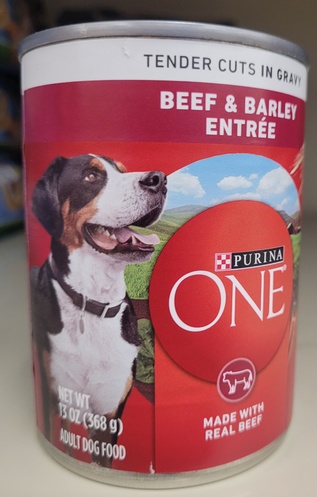 TENDER CUTS IN GRAVY
BEEF & BARLEY
ENTRÉE
PURINA
ONE®
MADE WITH
REAL BEEF
NET WT
13 OZ (368 g)
ADULT DOG FOOD